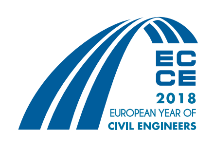 EC
CE
2018
EUROPEAN YEAR OF
CIVIL ENGINEERS